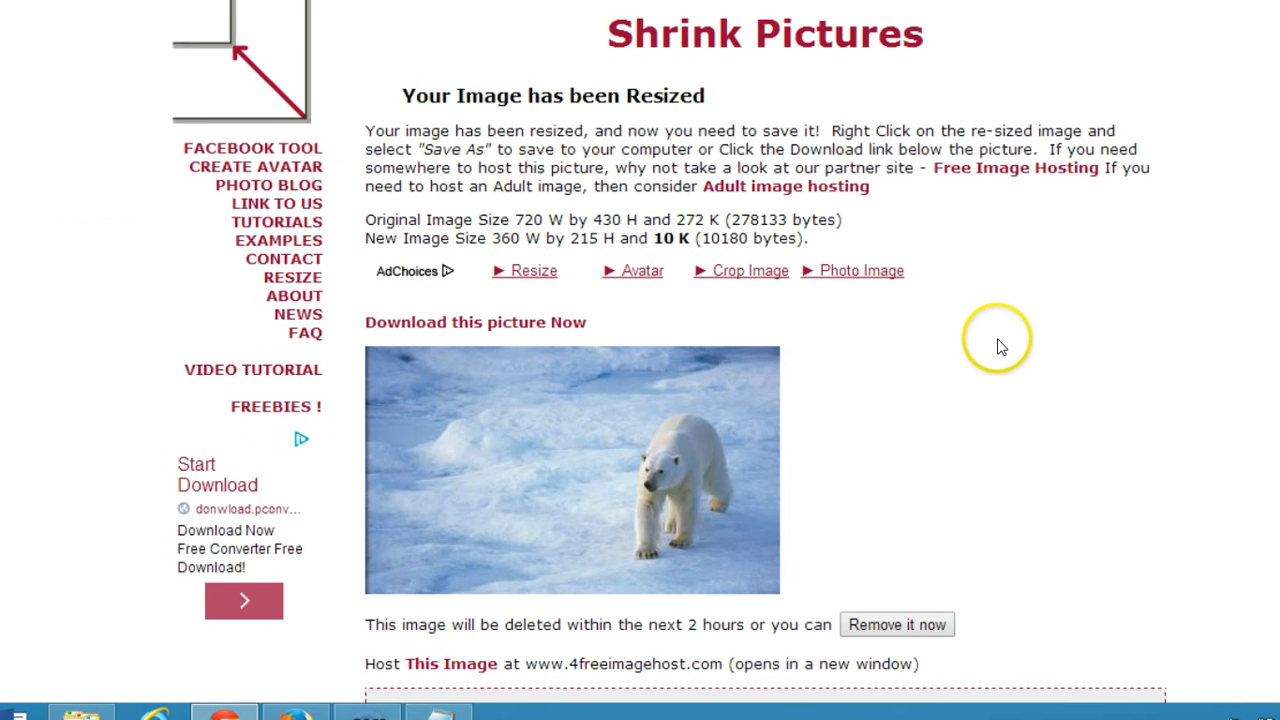 Shrink Pictures
Your Image has been Resized
Your image has been resized, and now you need to save it! Right Click on the re-sized image and
select "Save As" to save to your computer or Click the Download link below the picture. If you need
somewhere to host this picture, why not take a look at our partner site - Free Image Hosting If you
need to host an Adult image, then consider Adult image hosting
Original Image Size 720 W by 430 H and 272 K (278133 bytes)
New Image Size 360 W by 215 H and 10 K (10180 bytes).
AdChoices ► Resize ► Avatar ► Crop Image ► Photo Image
Download this picture Now
This image will be deleted within the next 2 hours or you can Remove it now
Host This Image at www.4freeimagehost.com (opens in a new window)
FACEBOOK TOOL
CREATE AVATAR
PHOTO BLOG
LINK TO US
TUTORIALS
EXAMPLES
CONTACT
RESIZE
ABOUT
NEWS
FAQ
VIDEO TUTORIAL
FREEBIES !
Start
Download
donwload.pconv...
Download Now
Free Converter Free
Download!